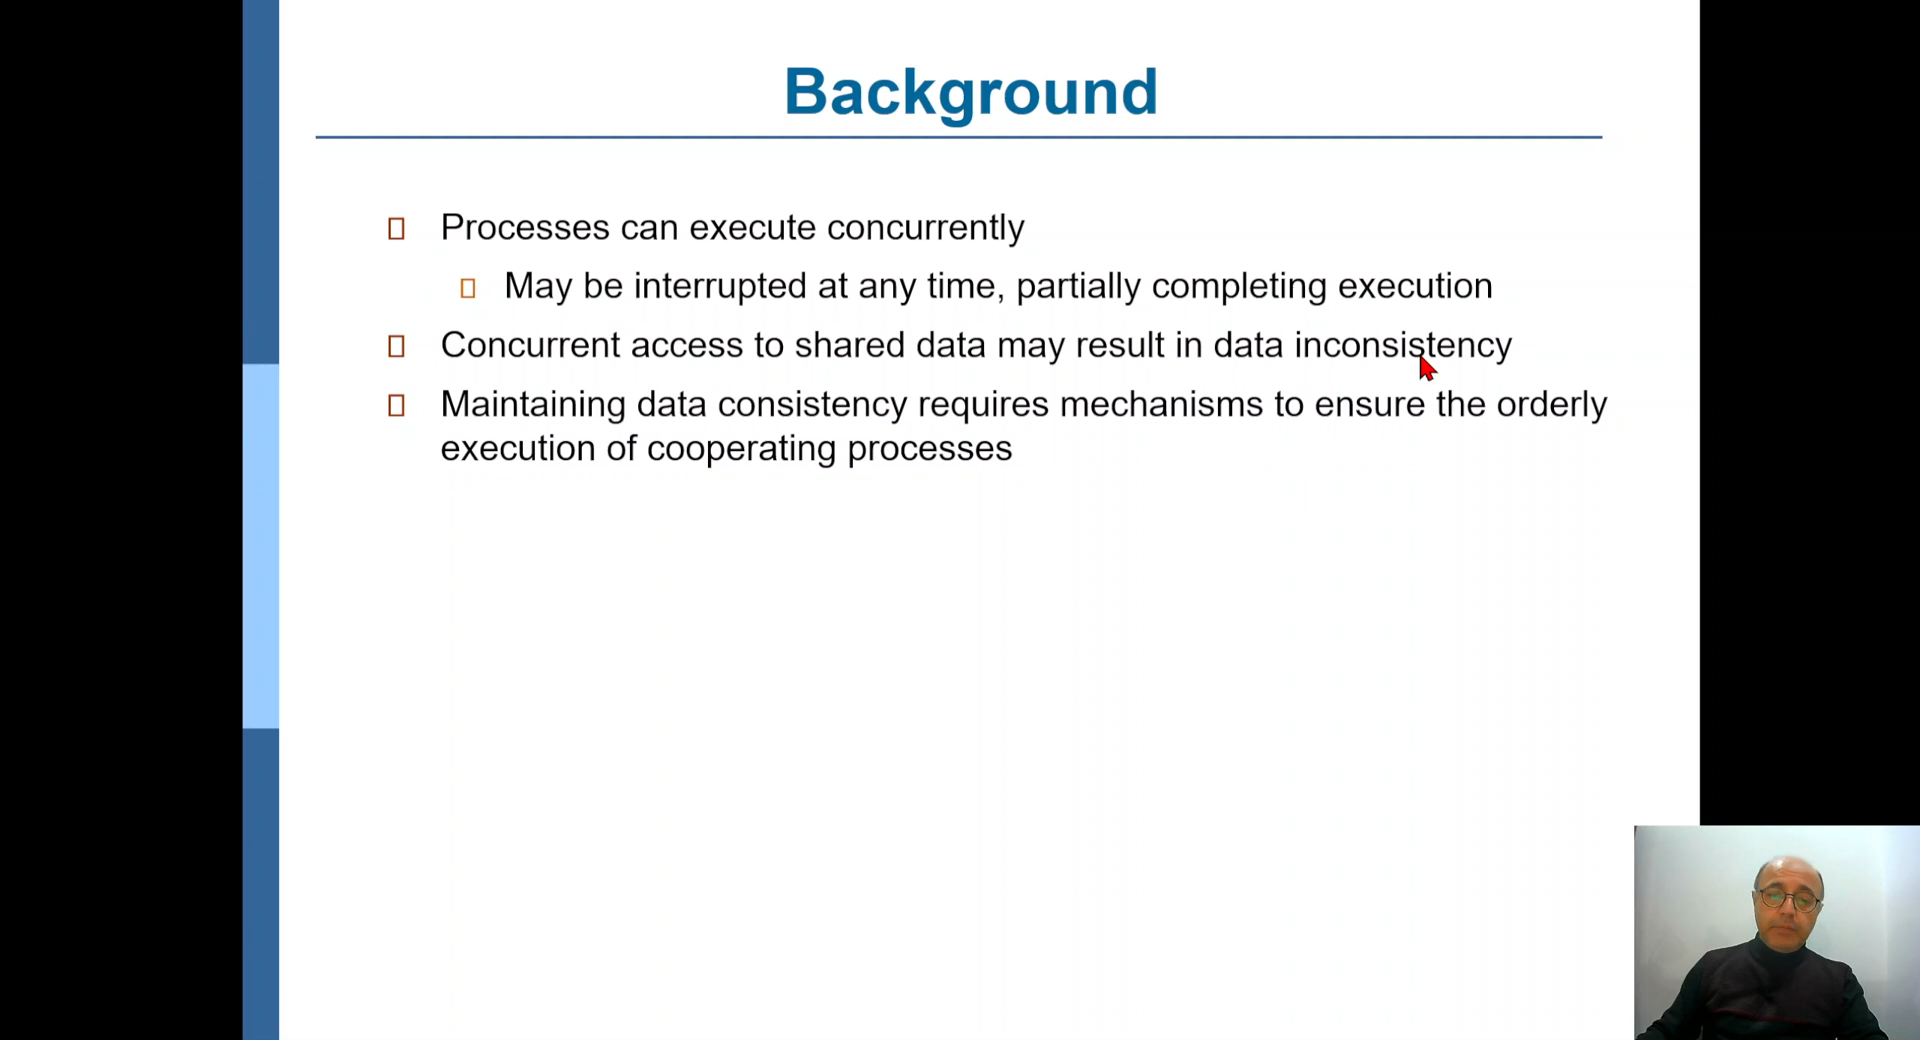 Background
Processes can execute concurrently
May be interrupted at any time, partially completing execution
Concurrent access to shared data may result in data inconsistency
Maintaining data consistency requires mechanisms to ensure the orderly
execution of cooperating processes